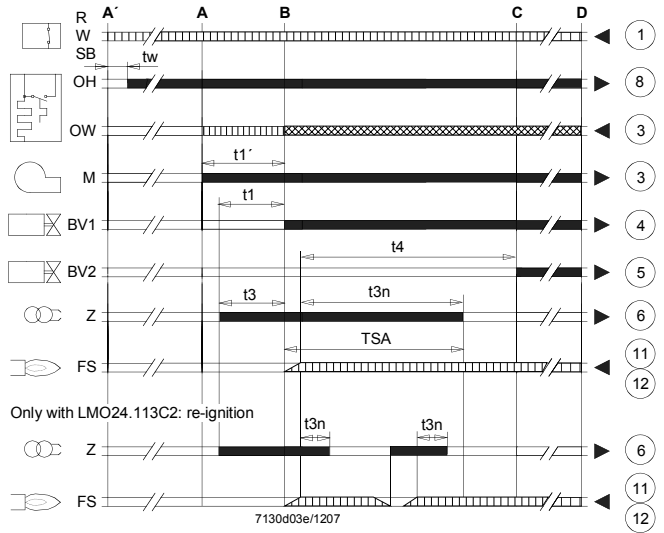 R A´ A B C D
W 1
SB tw
OH 8
OW 3
t1´
M 3
t1
BV1 4
t4
BV2 5
t3 t3n
Z 6
TSA
FS 11
12
Only with LMO24.113C2: re-ignition
t3n t3n
Z 6
FS 11
12
7130d03e/1207